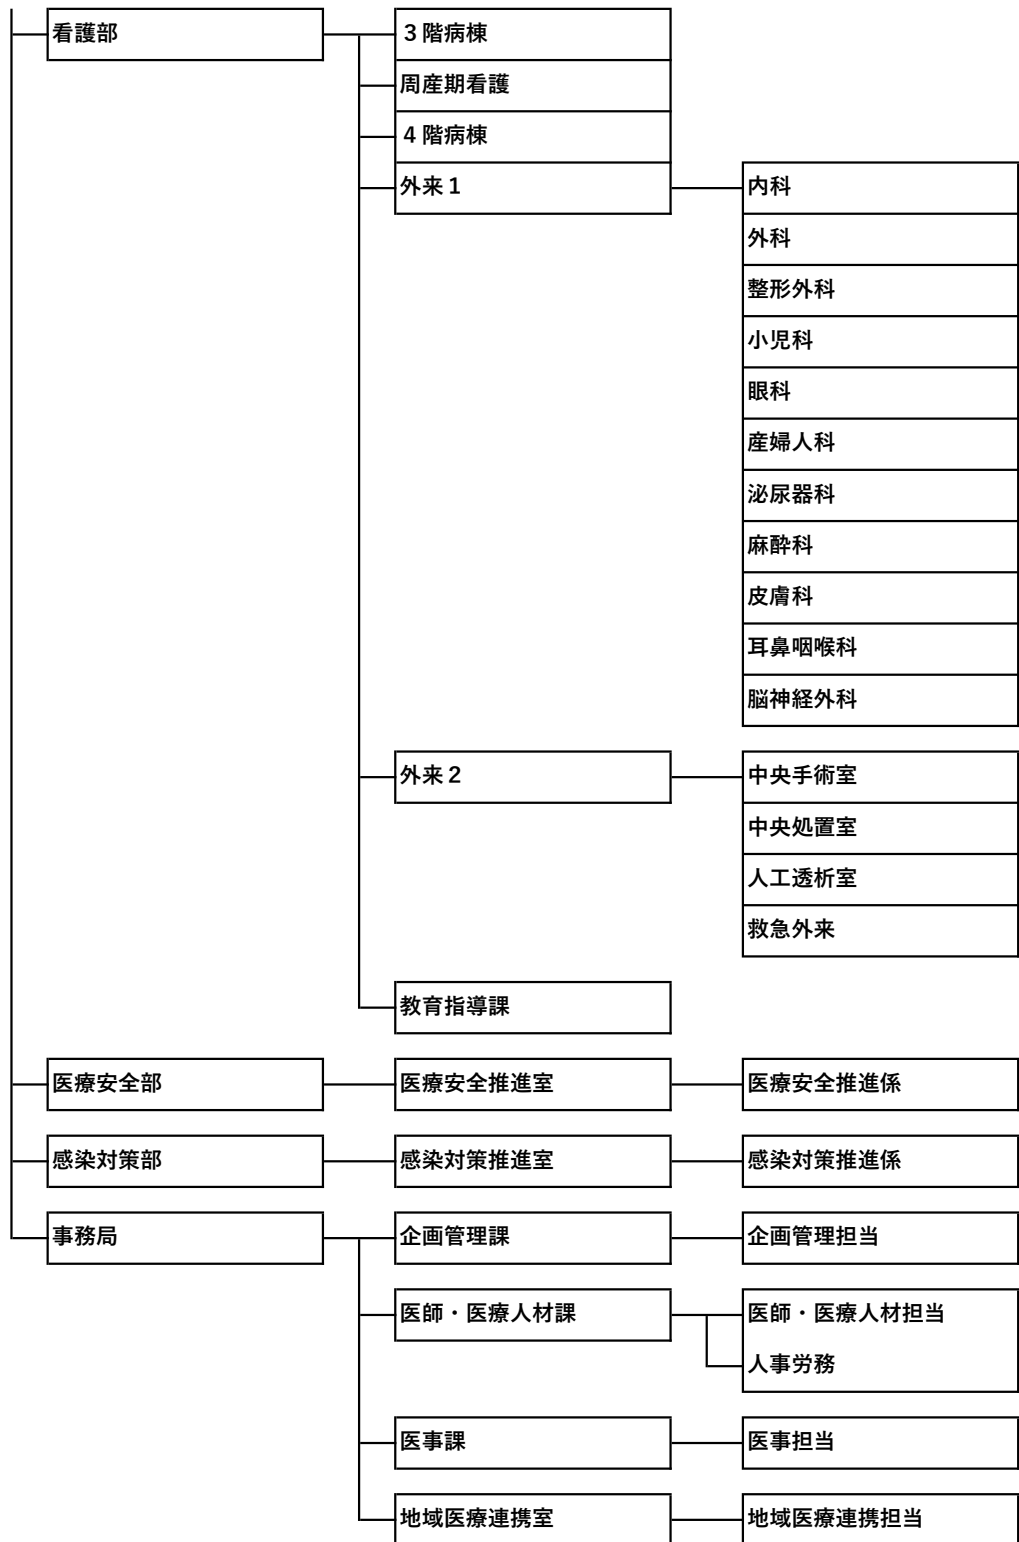 看護部
３階病棟
周産期看護
４階病棟
外来１
内科
外科
整形外科
小児科
眼科
産婦人科
泌尿器科
麻酔科
皮膚科
耳鼻咽喉科
脳神経外科
外来２
中央手術室
中央処置室
人工透析室
救急外来
教育指導課
医療安全部
医療安全推進室
医療安全推進係
感染対策部
感染対策推進室
感染対策推進係
事務局
企画管理課
企画管理担当
医師・医療人材課
医師・医療人材担当
人事労務
医事課
医事担当
地域医療連携室
地域医療連携担当